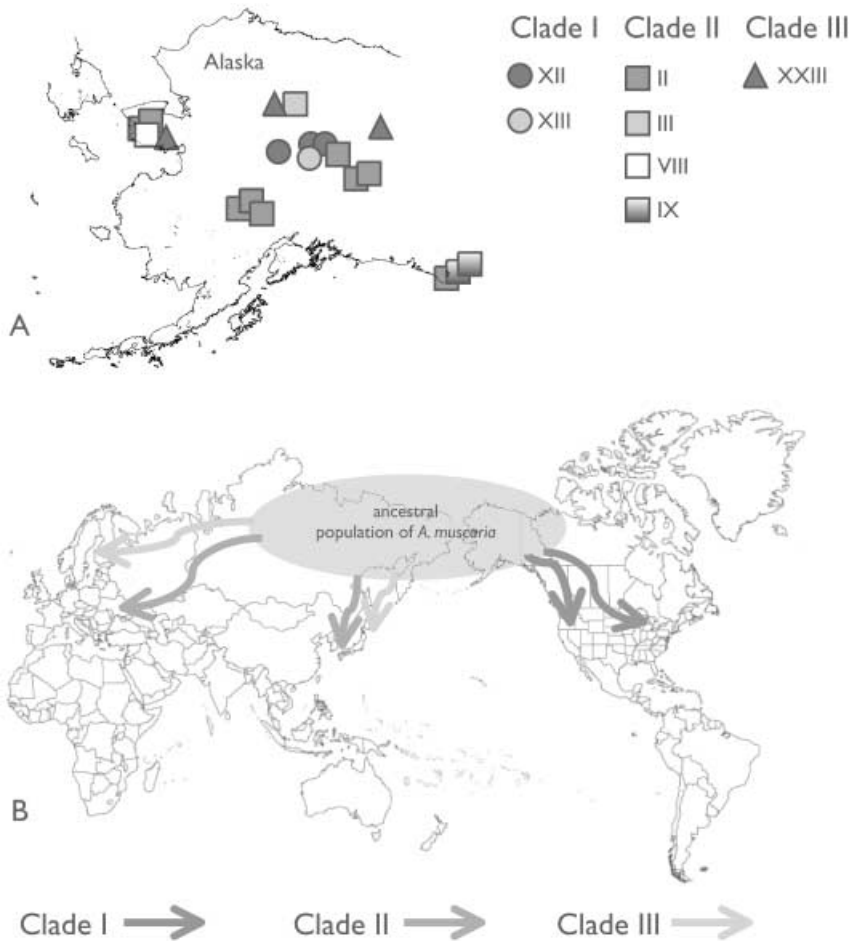 Alaska
Clade I Clade II Clade III
XII II XXIII
XIII III
VIII
IX
A
ancestral
population of A. muscaria
B
Clade I Clade II Clade III